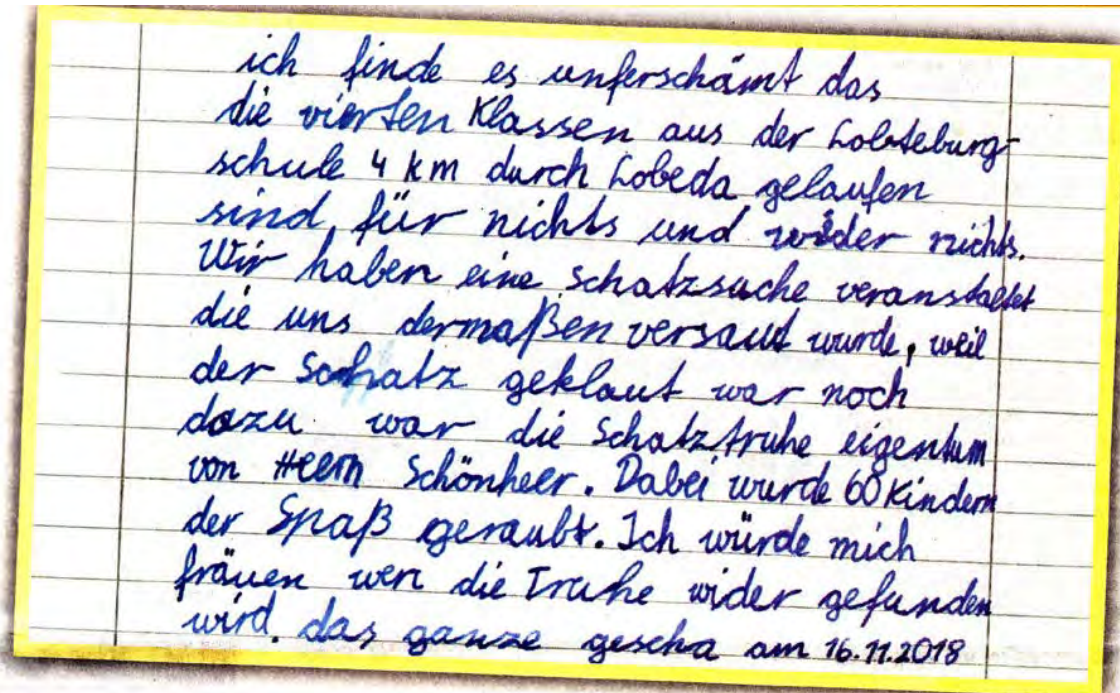 ich finde es unferschämt das
die vierten Klassen aus der Lobdeburg-
schule 4 km durch Lobeda gelaufen
sind für nichts und wider nichts.
Wir haben eine Schatzsuche veranstaltet
die uns dermaßen versaut wurde, weil
der Schatz geklaut war noch
dazu war die Schatztruhe eigentum
von Herrn Schönherr. Dabei wurde 60 Kindern
der Spaß geraubt. Ich würde mich
fräuen wen die Truhe wider gefunden
wird. das ganze gescha am 16.11.2018